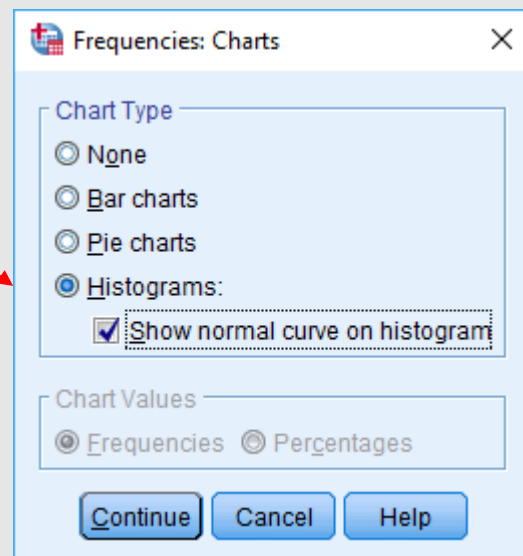 Frequencies: Charts
Chart Type
None
Bar charts
Pie charts
Histograms:
Show normal curve on histogram
Chart Values
Frequencies Percentages
Continue Cancel Help